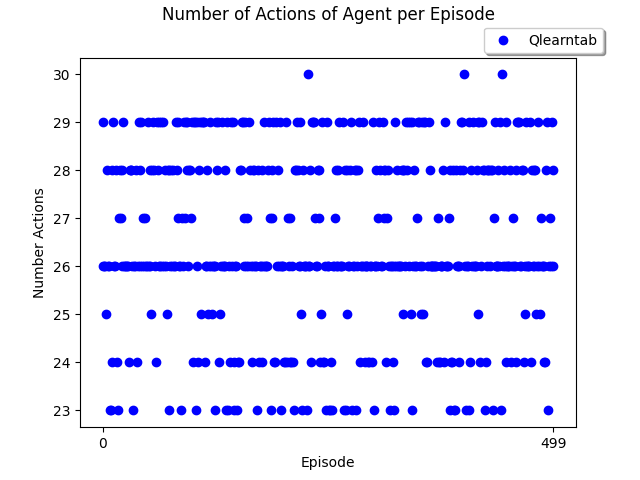 Number of Actions of Agent per Episode
Qlearntab
30
29
28
27
26
25
24
23
Number Actions
0
499
Episode